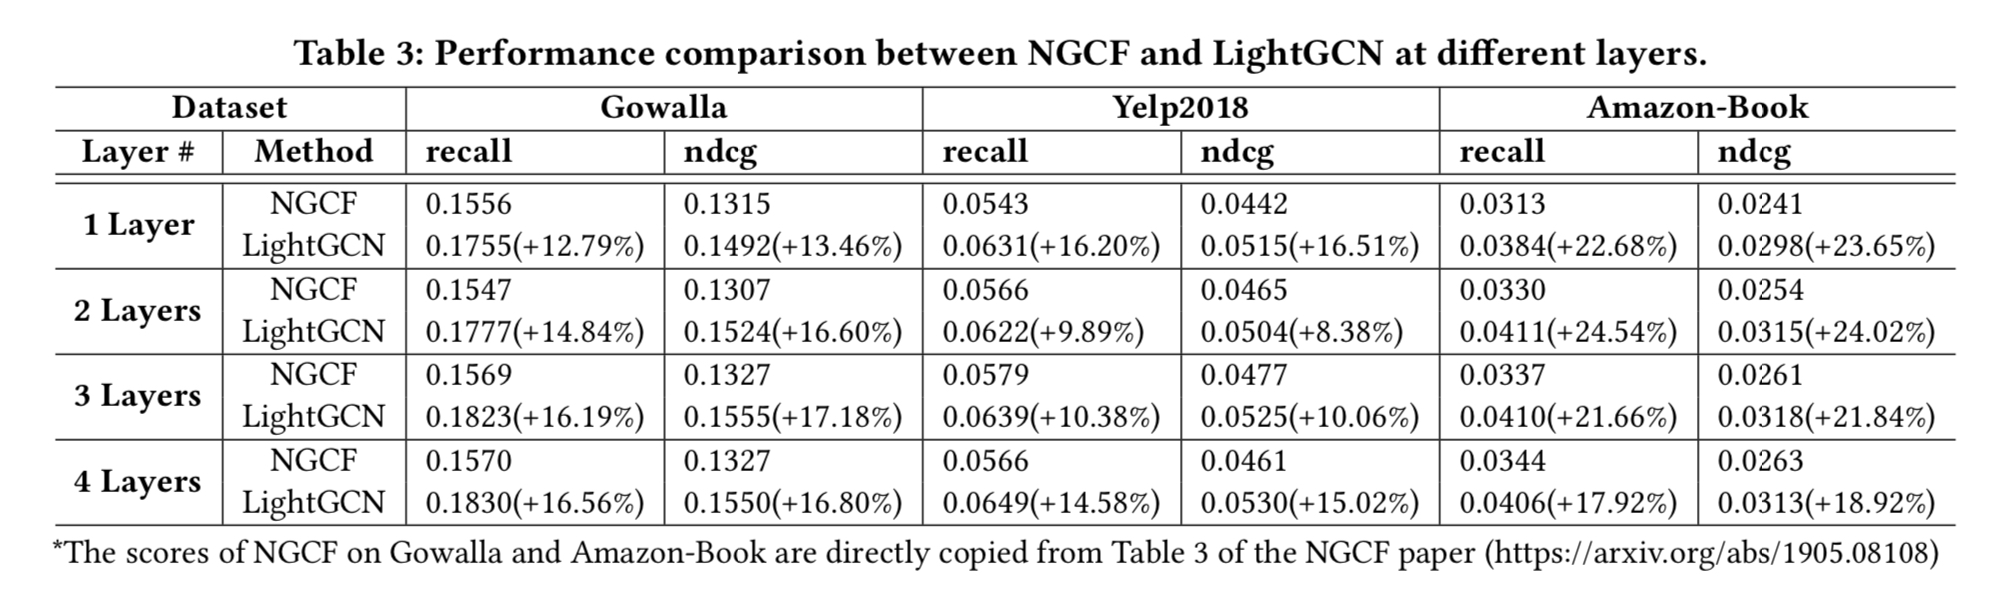 Table 3: Performance comparison between NGCF and LightGCN at different layers.
Dataset Gowalla Yelp2018 Amazon-Book
Layer # Method recall ndcg recall ndcg recall ndcg
1 Layer NGCF 0.1556 0.1315 0.0543 0.0442 0.0313 0.0241
LightGCN 0.1755(+12.79%) 0.1492(+13.46%) 0.0631(+16.20%) 0.0515(+16.51%) 0.0384(+22.68%) 0.0298(+23.65%)
2 Layers NGCF 0.1547 0.1307 0.0566 0.0465 0.0330 0.0254
LightGCN 0.1777(+14.84%) 0.1524(+16.60%) 0.0622(+9.89%) 0.0504(+8.38%) 0.0411(+24.54%) 0.0315(+24.02%)
3 Layers NGCF 0.1569 0.1327 0.0579 0.0477 0.0337 0.0261
LightGCN 0.1823(+16.19%) 0.1555(+17.18%) 0.0639(+10.38%) 0.0525(+10.06%) 0.0410(+21.66%) 0.0318(+21.84%)
4 Layers NGCF 0.1570 0.1327 0.0566 0.0461 0.0344 0.0263
LightGCN 0.1830(+16.56%) 0.1550(+16.80%) 0.0649(+14.58%) 0.0530(+15.02%) 0.0406(+17.92%) 0.0313(+18.92%)
*The scores of NGCF on Gowalla and Amazon-Book are directly copied from Table 3 of the NGCF paper (https://arxiv.org/abs/1905.08108)